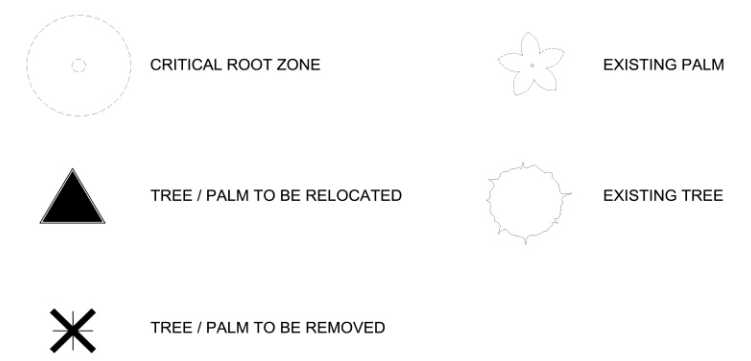 CRITICAL ROOT ZONE
EXISTING PALM
TREE / PALM TO BE RELOCATED
EXISTING TREE
TREE / PALM TO BE REMOVED